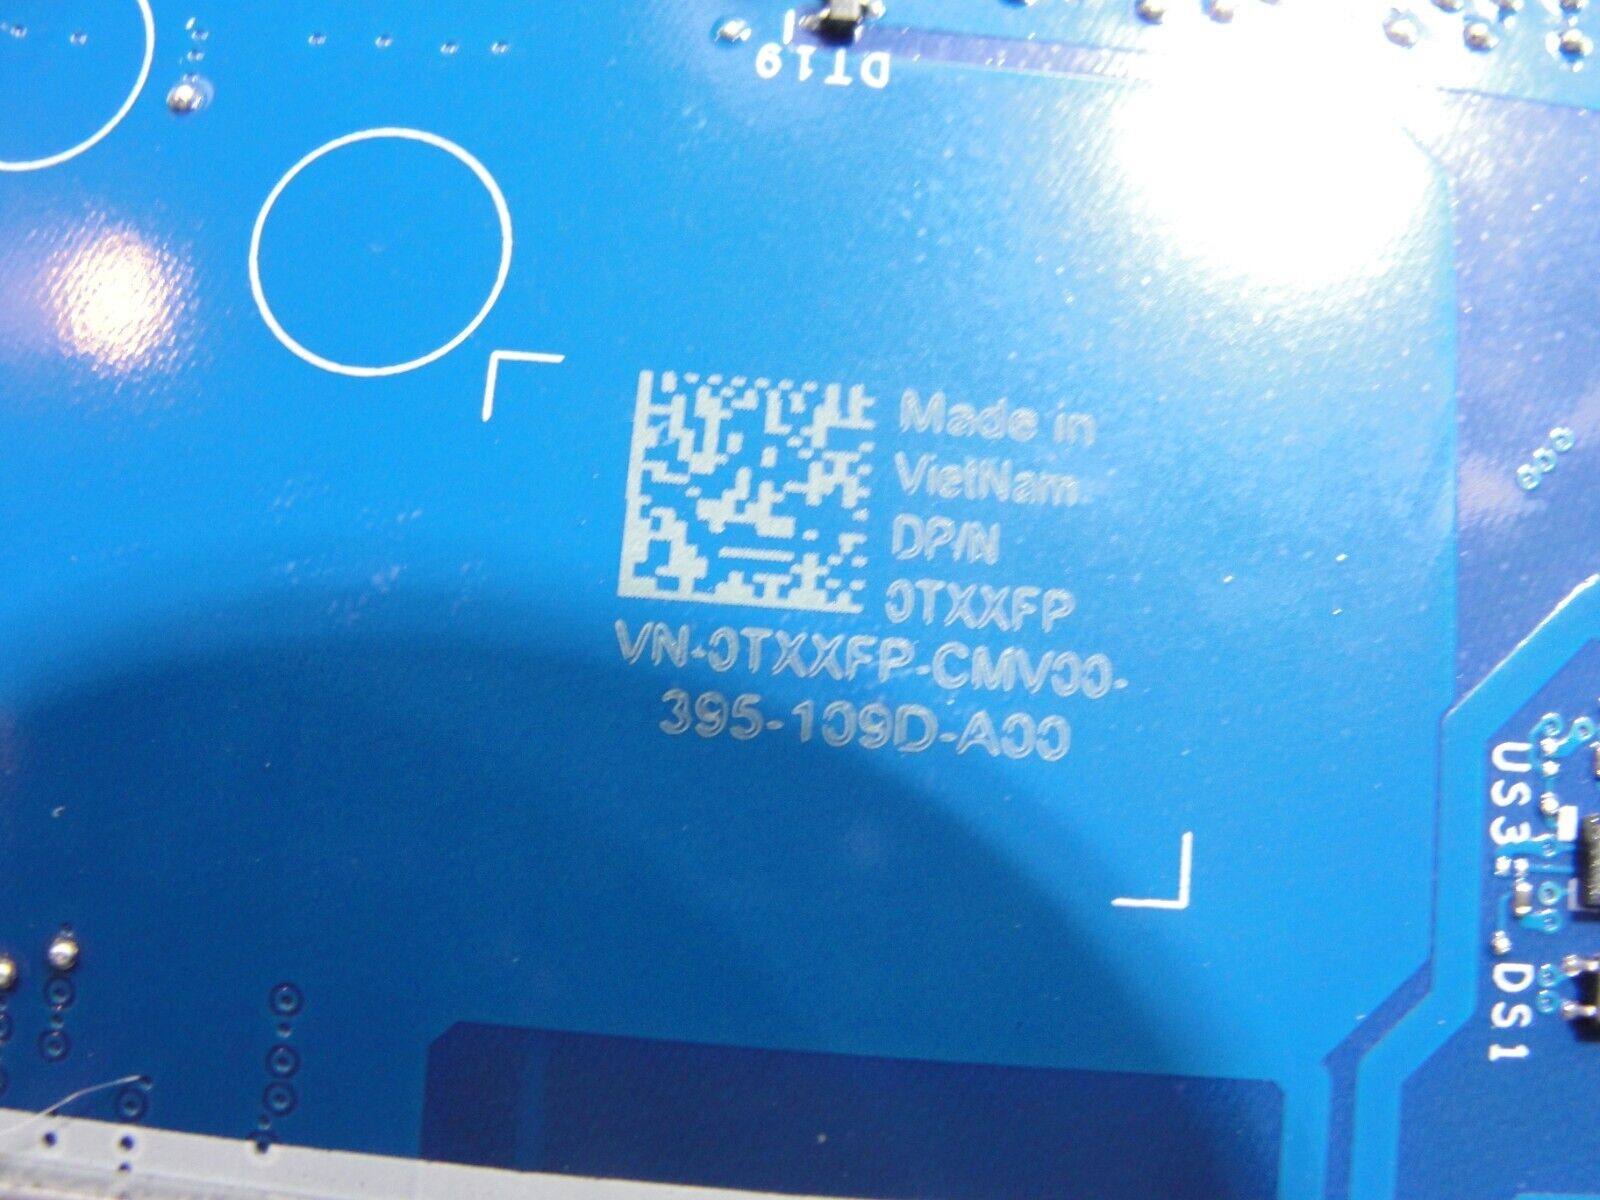 DT19
Made in
VietNam
DP/N
0TXXFP
VN-0TXXFP-CMV00-
395-109D-A00
US3
DS1